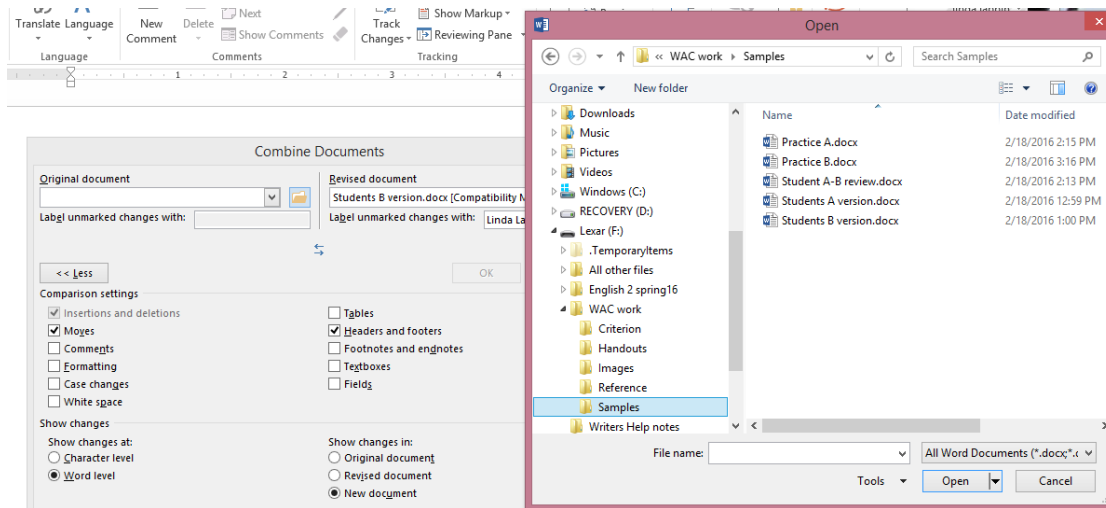 Next
Show Markup
Translate Language
New
Delete
Show Comments
Track
Reviewing Pane
Comment
Changes
Language
Comments
Tracking
1 2 3 4
Combine Documents
Original document
Revised document
Students B version.docx [Compatibility M
Label unmarked changes with:
Label unmarked changes with:
Linda La
<< Less
OK
Comparison settings
Insertions and deletions
Moves
Comments
Formatting
Case changes
White space
Tables
Headers and footers
Footnotes and endnotes
Textboxes
Fields
Show changes
Show changes at:
Character level
Word level
Show changes in:
Original document
Revised document
New document
Open
« WAC work Samples
Search Samples
Organize
New folder
Downloads
Music
Pictures
Videos
Windows (C:)
RECOVERY (D:)
Lexar (F:)
.TemporaryItems
All other files
English 2 spring16
WAC work
Criterion
Handouts
Images
Reference
Samples
Writers Help notes
Name Date modified
Practice A.docx 2/18/2016 2:15 PM
Practice B.docx 2/18/2016 3:16 PM
Student A-B review.docx 2/18/2016 2:13 PM
Students A version.docx 2/18/2016 12:59 PM
Students B version.docx 2/18/2016 1:00 PM
File name:
All Word Documents (*.docx;*.c
Tools
Open
Cancel